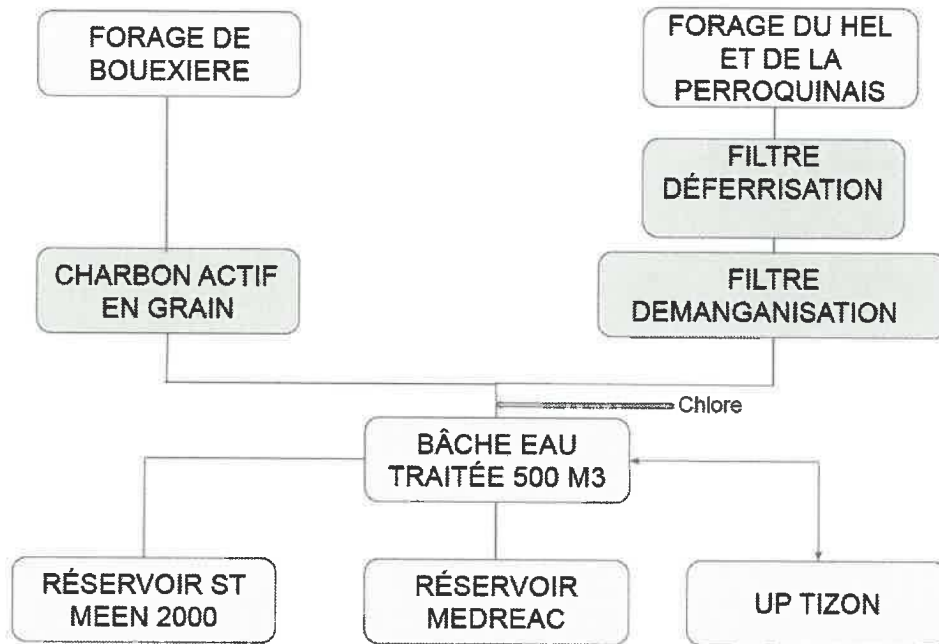 FORAGE DE
BOUEXIERE
FORAGE DU HEL
ET DE LA
PERROQUINAIS
FILTRE
DÉFERRISATION
CHARBON ACTIF
EN GRAIN
FILTRE
DEMANGANISATION
Chlore
BÂCHE EAU
TRAITÉE 500 M3
RÉSERVOIR ST
MEEN 2000
RÉSERVOIR
MEDREAC
UP TIZON